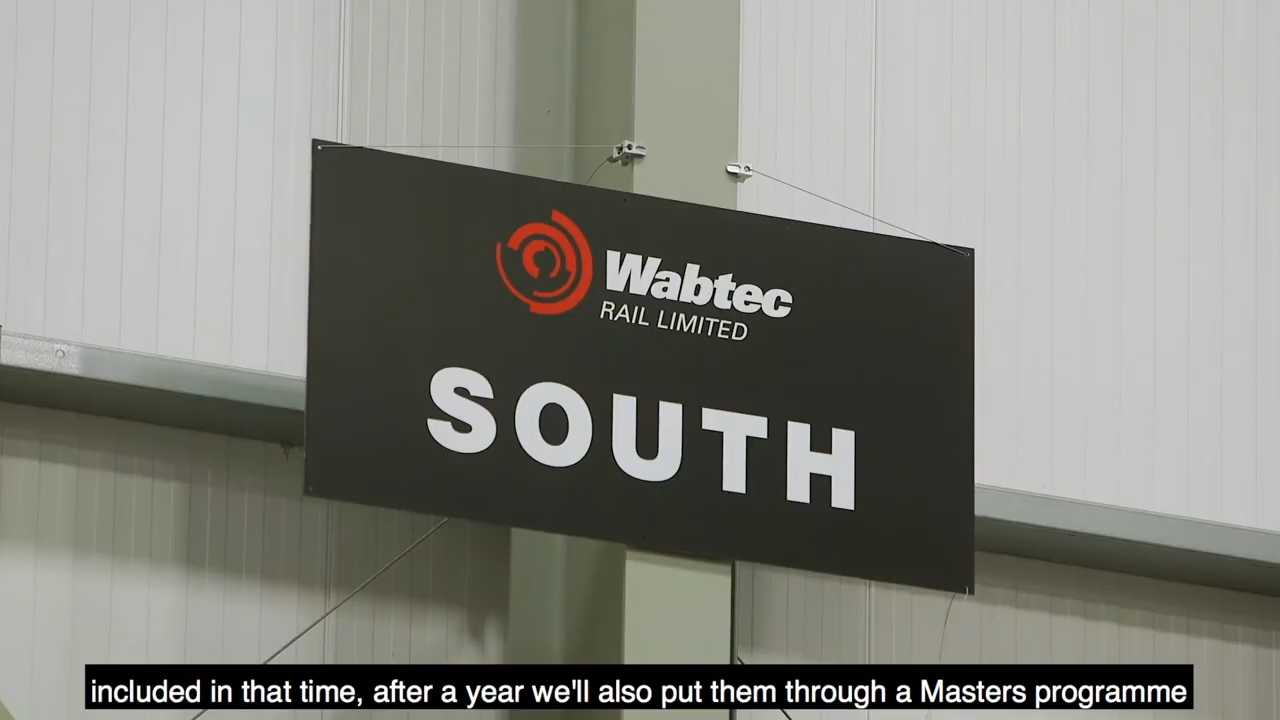 Wabtec
RAIL LIMITED
SOUTH
included in that time, after a year we'll also put them through a Masters programme